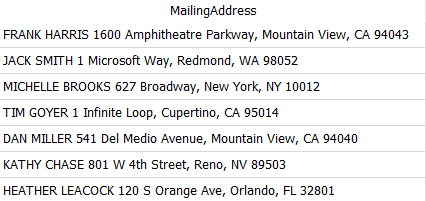 MailingAddress
FRANK HARRIS 1600 Amphitheatre Parkway, Mountain View, CA 94043
JACK SMITH 1 Microsoft Way, Redmond, WA 98052
MICHELLE BROOKS 627 Broadway, New York, NY 10012
TIM GOYER 1 Infinite Loop, Cupertino, CA 95014
DAN MILLER 541 Del Medio Avenue, Mountain View, CA 94040
KATHY CHASE 801 W 4th Street, Reno, NV 89503
HEATHER LEACOCK 120 S Orange Ave, Orlando, FL 32801